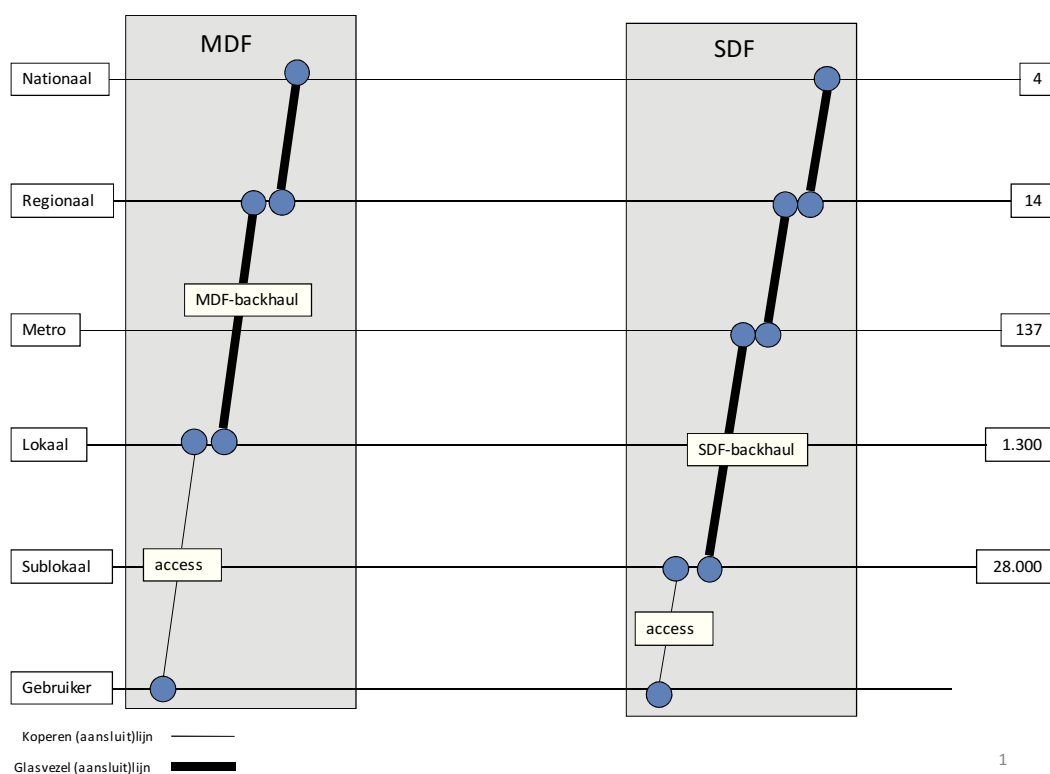 MDF
SDF
Nationaal
4
Regionaal
14
MDF-backhaul
Metro
137
Lokaal
SDF-backhaul
1.300
Sublokaal
access
28.000
access
Gebruiker
Koperen (aansluit)lijn
Glasvezel (aansluit)lijn
1